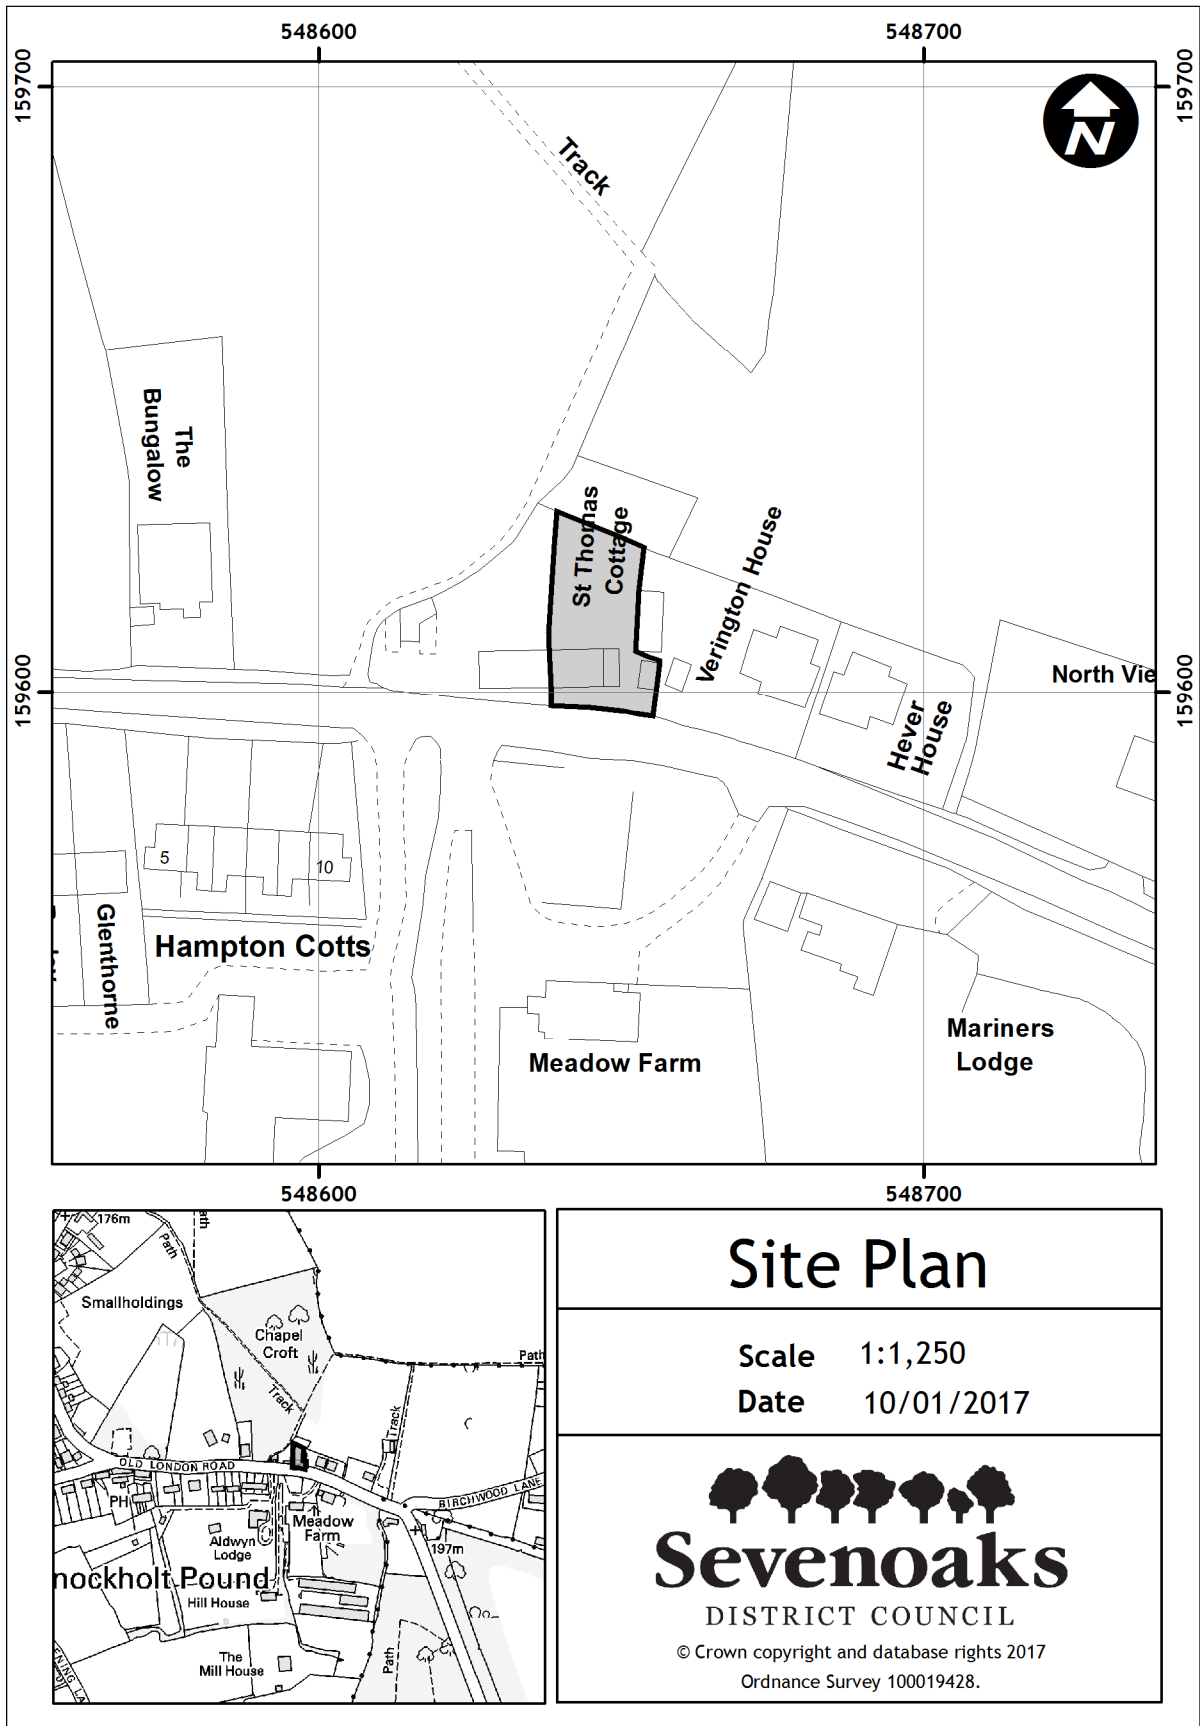 548600
548700
159700
159700
N
Track
The
Bungalow
St Thomas
Cottage
Verington House
159600
159600
North Vie
Hever
House
5
10
Hampton Cotts
Glenthorne
Meadow Farm
Mariners
Lodge
548600
548700
176m
Path
ath
Smallholdings
Chapel
Croft
Track
Path
Track
OLD LONDON ROAD
PH
BIRCHWOOD LANE
Meadow
Farm
Aldwyn
Lodge
197m
nockholt Pound
Hill House
The
Mill House
Path
ENING LA
Site Plan
Scale 1:1,250
Date 10/01/2017
Sevenoaks
DISTRICT COUNCIL
© Crown copyright and database rights 2017
Ordnance Survey 100019428.